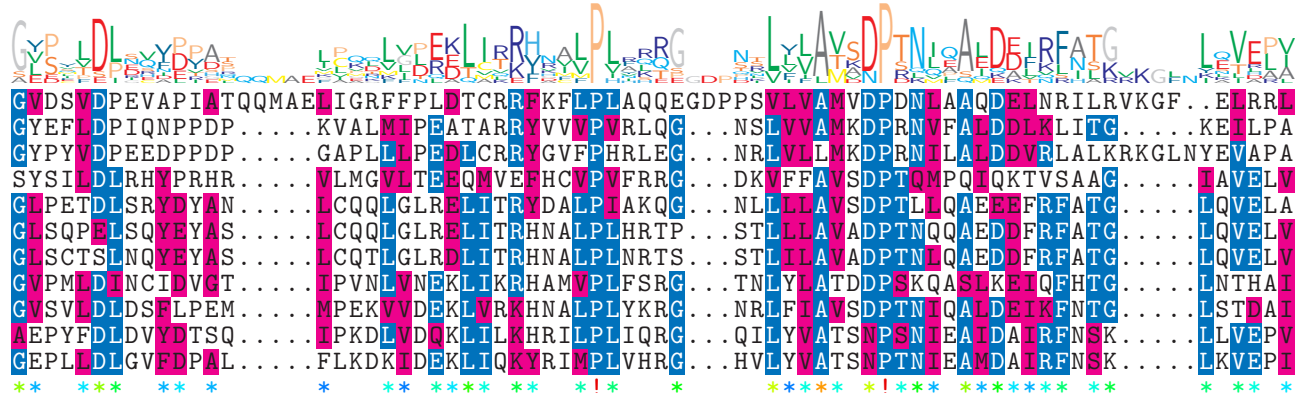 GVDSVDPEVAPIATQQMAELIGRFFPLDTCRRFKFLPLAQQEGDPPSVLVAMVDPDNLAAQDELNRILRVKGF..ELRRL
GYEFLDPIQNPPDP.....KVALMIPEATARRYVVVPVRLQG...NSLVVAMKDPRNVFALDDLKLITG.....KEILPA
GYPYVDPEEDPPDP.....GAPLLLPEDLCRRYGVFPHRLEG...NRLVLLMKDPRNILALDDVRLALKRKGLNYEVAPA
SYSILDLRHYPRHR.....VLMGVLTEEQMVEFHCVPVFRRG...DKVFFAVSDPTQMPQIQKTVSAAG.....IAVELV
GLPETDLSRYDYAN.....LCQQLGLRELITRYDALPIAKQG...NLLLLAVSDPTLLQAEEEFRFATG.....LQVELA
GLSQPELSQYEYAS.....LCQQLGLRELITRHNALPLHRTP...STLLVAVADPTNQQAEDDFRFATG.....LQVELV
GLSCTSLNQYEYAS.....LCQTLGLRDLITRHNALPLNRTS...STLILAVADPTNLQAEDDFRFATG.....LQVELV
GVPMLDINCIDVGT.....IPVNLVNEKLIKRHAMVPLFSRG...TNLYLATDDPSKQASLKEIQFHTG.....LNTHAI
GVSVLDLDSFLPEM.....MPEKVVDEKLVRKHNALPLYKRG...NRLFIAVSDPTNIQALDEIKFNTG.....LSTDAI
AEPYFDLDVYDTSQ.....IPKDLVDQKLILKHRILPLIQRG...QILYVATSNPSNIEAIDAIRFNSK.....LLVEPV
GEPLLDLGVFDPAL.....FLKDKIDEKLIQKYRIMPLVHRG...HVLYVATSNPTNIEAMDAIRFNSK.....LKVEPI
** *** ** *      *   ** **** ** *!*   *     ****  *!*** ******* **     * ** *